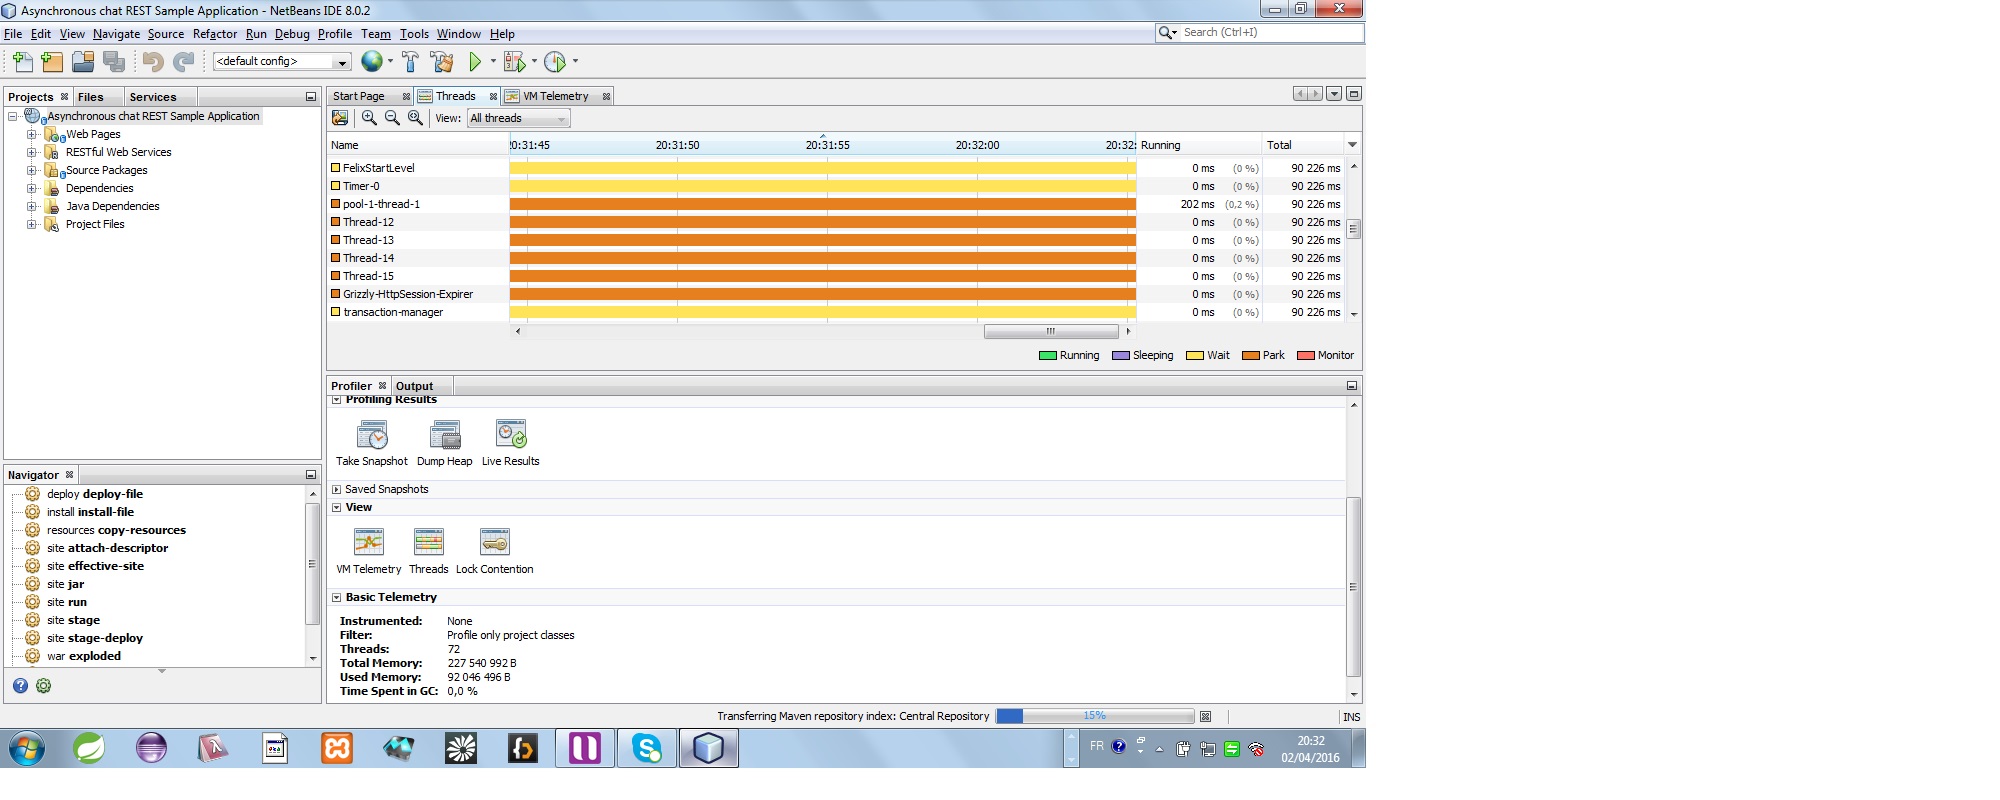 Asynchronous chat REST Sample Application - NetBeans IDE 8.0.2
File Edit View Navigate Source Refactor Run Debug Profile Team Tools Window Help
Search (Ctrl+I)
<default config>
Projects Files Services
Asynchronous chat REST Sample Application
Web Pages
RESTful Web Services
Source Packages
Dependencies
Java Dependencies
Project Files
Start Page Threads VM Telemetry
View: All threads
Name 20:31:45 20:31:50 20:31:55 20:32:00 20:32: Running Total
FelixStartLevel 0 ms (0 %) 90 226 ms
Timer-0 0 ms (0 %) 90 226 ms
pool-1-thread-1 202 ms (0,2 %) 90 226 ms
Thread-12 0 ms (0 %) 90 226 ms
Thread-13 0 ms (0 %) 90 226 ms
Thread-14 0 ms (0 %) 90 226 ms
Thread-15 0 ms (0 %) 90 226 ms
Grizzly-HttpSession-Expirer 0 ms (0 %) 90 226 ms
transaction-manager 0 ms (0 %) 90 226 ms
Running Sleeping Wait Park Monitor
Navigator
deploy deploy-file
install install-file
resources copy-resources
site attach-descriptor
site effective-site
site jar
site run
site stage
site stage-deploy
war exploded
Profiler Output
Profiling Results
Take Snapshot Dump Heap Live Results
Saved Snapshots
View
VM Telemetry Threads Lock Contention
Basic Telemetry
Instrumented: None
Filter: Profile only project classes
Threads: 72
Total Memory: 227 540 992 B
Used Memory: 92 046 496 B
Time Spent in GC: 0,0 %
Transferring Maven repository index: Central Repository 15% INS
FR 20:32
02/04/2016